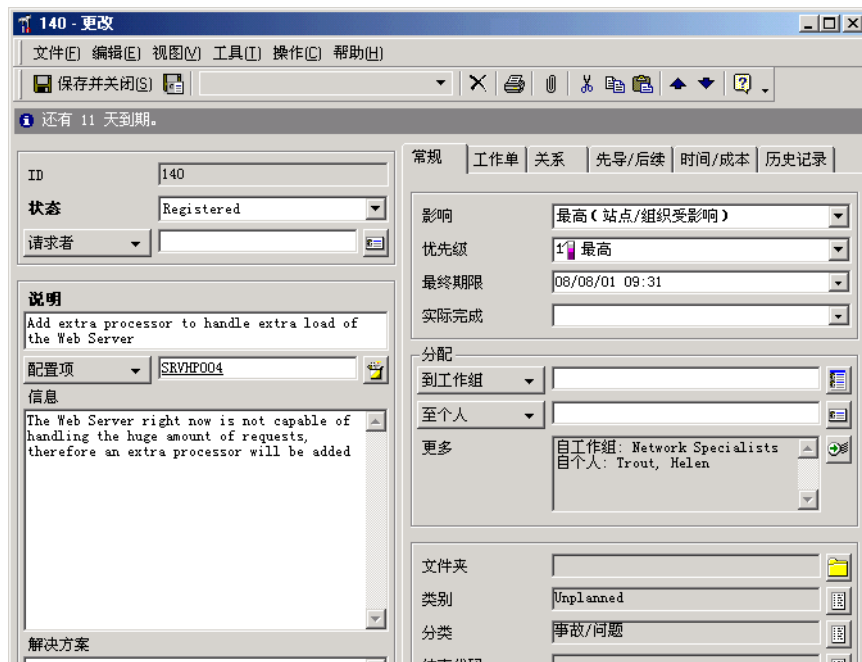 140 - 更改
文件(F) 编辑(E) 视图(V) 工具(T) 操作(C) 帮助(H)
保存并关闭(S)
还有 11 天到期。
ID 140
状态 Registered
请求者
说明
Add extra processor to handle extra load of
the Web Server
配置项 SRVHP004
信息
The Web Server right now is not capable of
handling the huge amount of requests,
therefore an extra processor will be added
解决方案
常规 工作单 关系 先导/后续 时间/成本 历史记录
影响 最高(站点/组织受影响)
优先级 1 最高
最终期限 08/08/01 09:31
实际完成
分配
到工作组
至个人
更多 自工作组: Network Specialists
自个人: Trout, Helen
文件夹
类别 Unplanned
分类 事故/问题